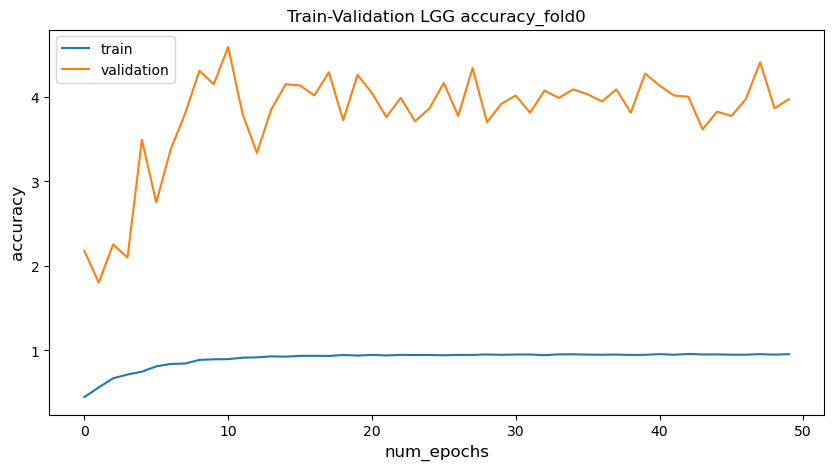 Train-Validation LGG accuracy_fold0
train
validation
accuracy
4
3
2
1
0 10 20 30 40 50
num_epochs